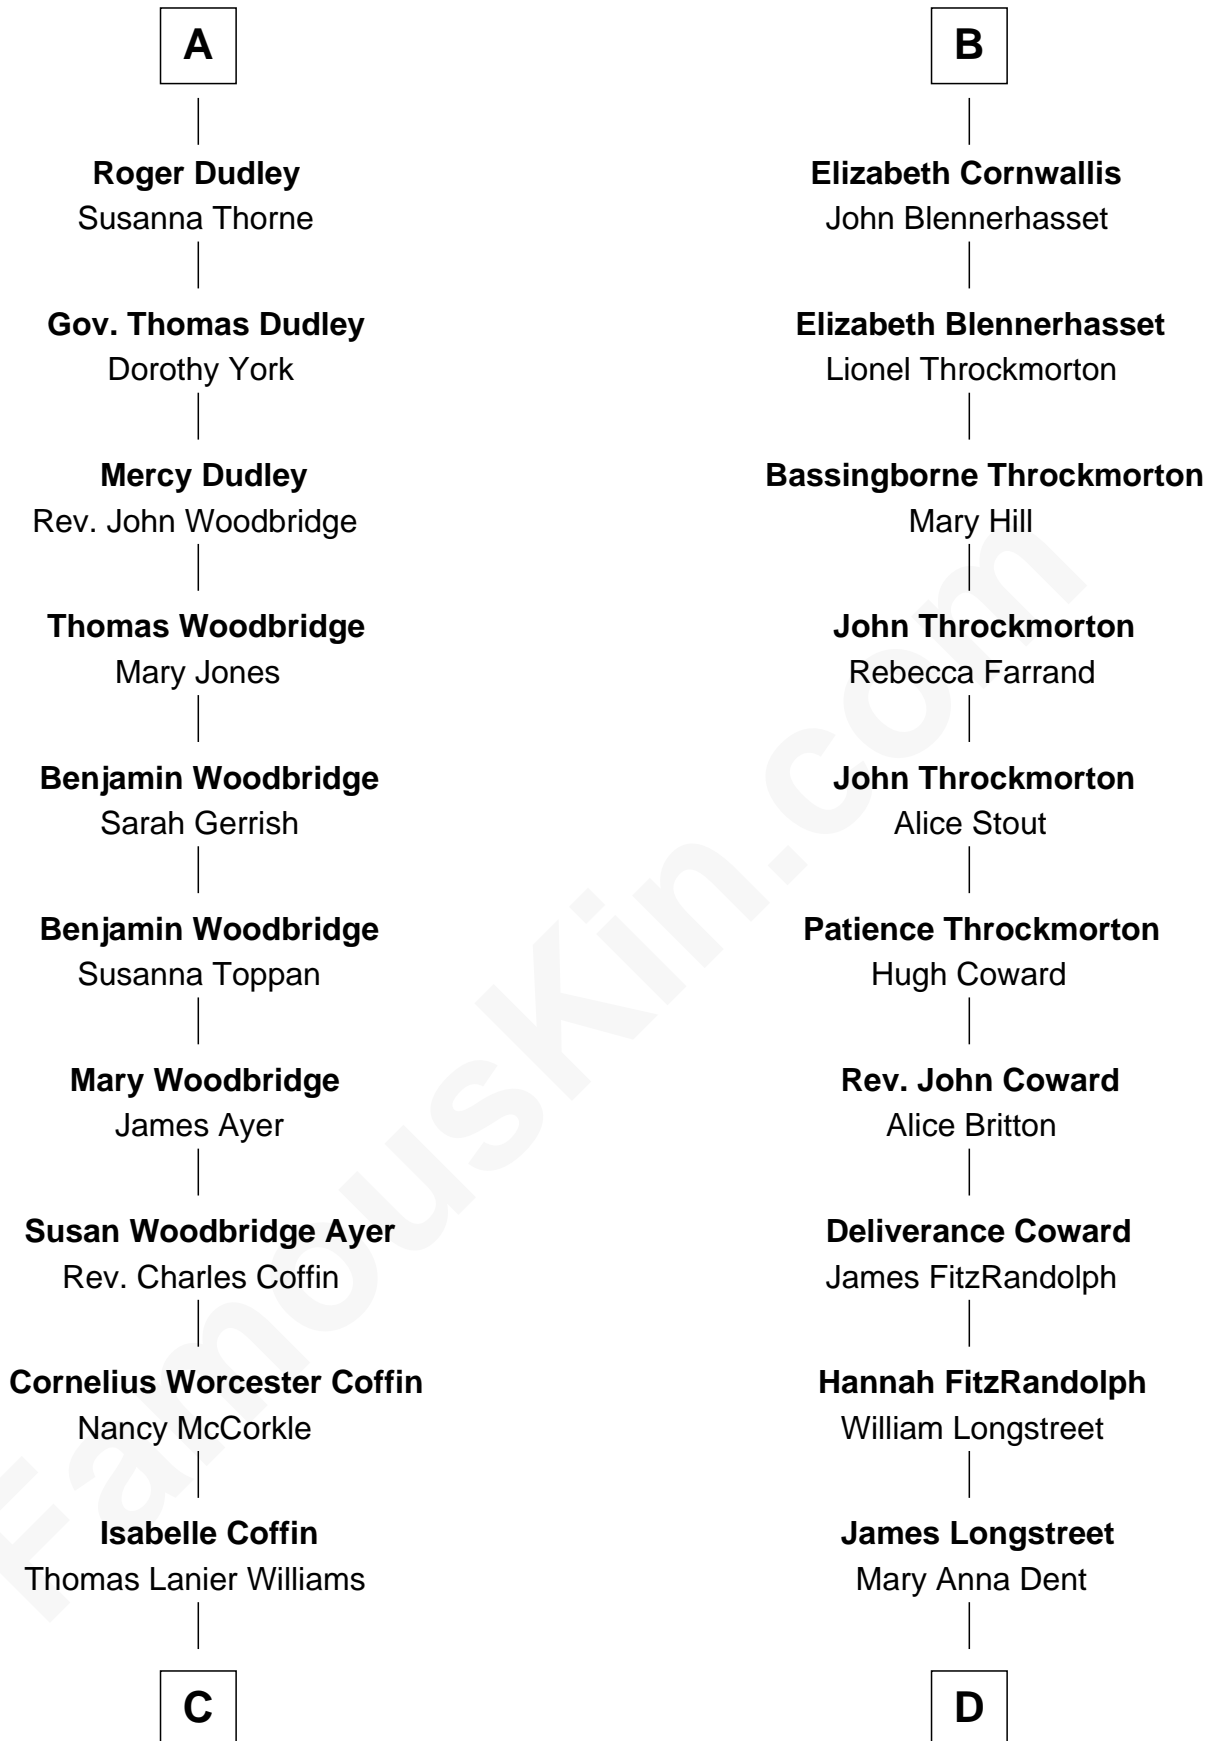 A
Roger Dudley
Susanna Thorne
Gov. Thomas Dudley
Dorothy York
Mercy Dudley
Rev. John Woodbridge
Thomas Woodbridge
Mary Jones
Benjamin Woodbridge
Sarah Gerrish
Benjamin Woodbridge
Susanna Toppan
Mary Woodbridge
James Ayer
Susan Woodbridge Ayer
Rev. Charles Coffin
Cornelius Worcester Coffin
Nancy McCorkle
Isabelle Coffin
Thomas Lanier Williams
C
B
Elizabeth Cornwallis
John Blennerhasset
Elizabeth Blennerhasset
Lionel Throckmorton
Bassingborne Throckmorton
Mary Hill
John Throckmorton
Rebecca Farrand
John Throckmorton
Alice Stout
Patience Throckmorton
Hugh Coward
Rev. John Coward
Alice Britton
Deliverance Coward
James FitzRandolph
Hannah FitzRandolph
William Longstreet
James Longstreet
Mary Anna Dent
D
FamousKin.com